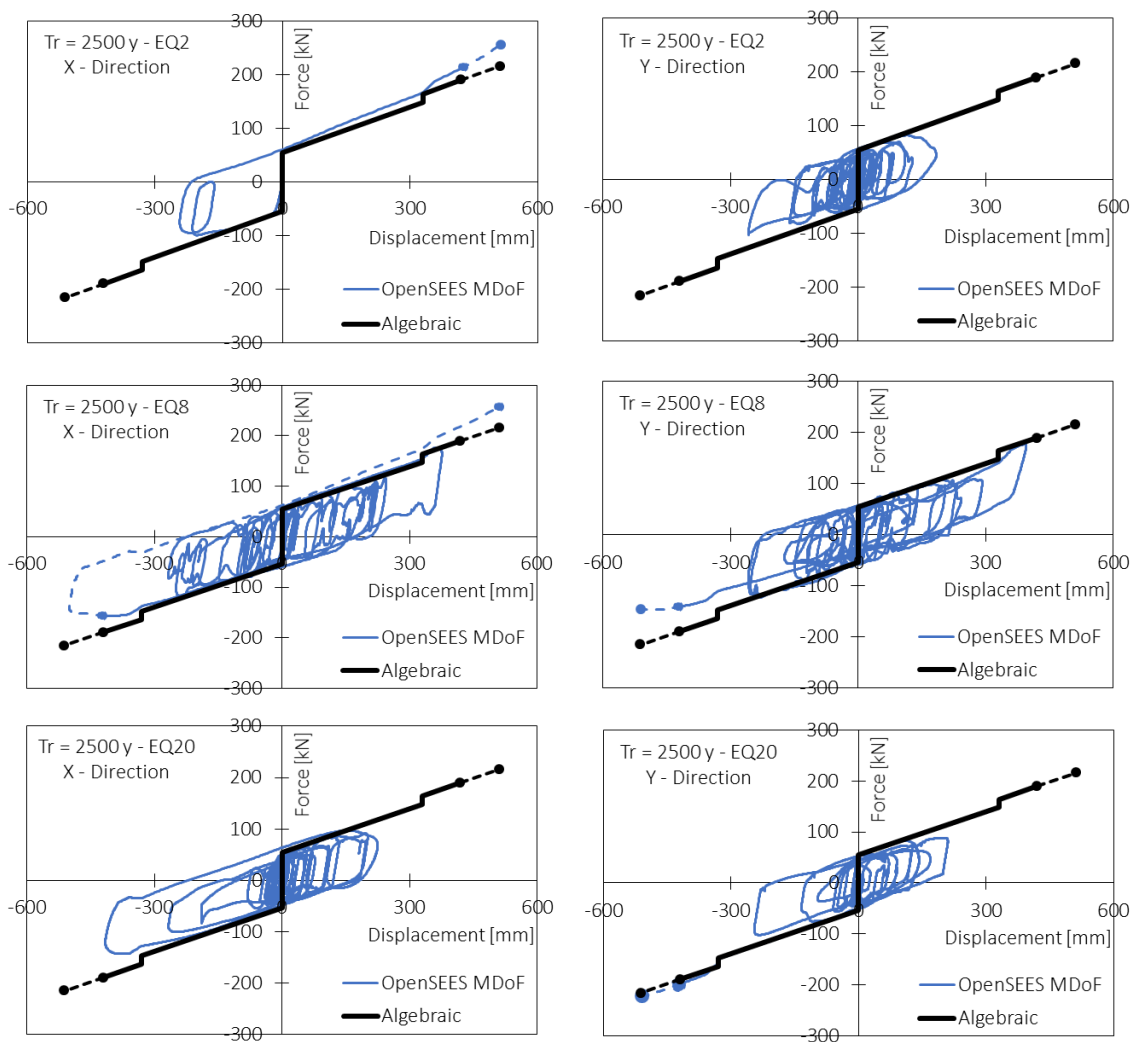 300
Tr = 2500 y - EQ2
X - Direction
Force [kN]
200
100
0
-600
-300
0
300
600
-100
Displacement [mm]
-200
OpenSEES MDoF
Algebraic
-300
300
Tr = 2500 y - EQ2
Y - Direction
Force [kN]
200
100
0
-600
-300
0
300
600
-100
Displacement [mm]
-200
OpenSEES MDoF
Algebraic
-300
300
Tr = 2500 y - EQ8
X - Direction
Force [kN]
200
100
0
-600
-300
0
300
600
-100
Displacement [mm]
-200
OpenSEES MDoF
Algebraic
-300
300
Tr = 2500 y - EQ8
Y - Direction
Force [kN]
200
100
0
-600
-300
0
300
600
-100
Displacement [mm]
-200
OpenSEES MDoF
Algebraic
-300
300
Tr = 2500 y - EQ20
X - Direction
Force [kN]
200
100
0
-600
-300
0
300
600
-100
Displacement [mm]
-200
OpenSEES MDoF
Algebraic
-300
300
Tr = 2500 y - EQ20
Y - Direction
Force [kN]
200
100
0
-600
-300
0
300
600
-100
Displacement [mm]
-200
OpenSEES MDoF
Algebraic
-300